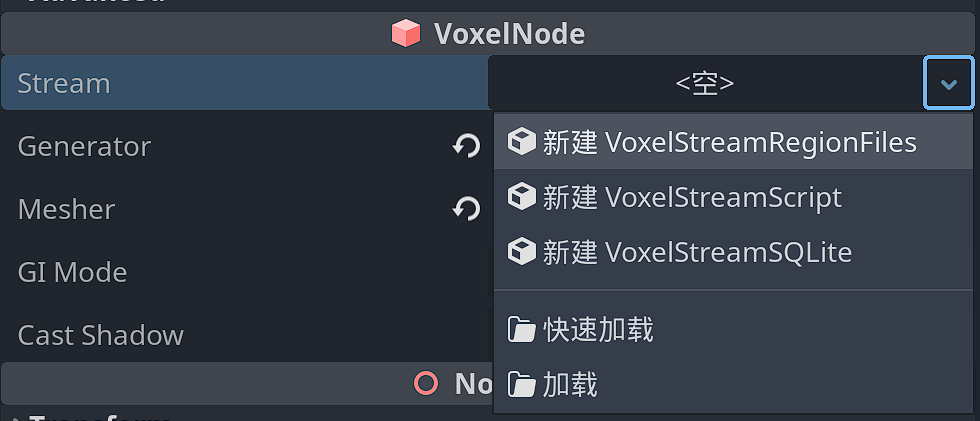 VoxelNode
Stream <空>
Generator
新建 VoxelStreamRegionFiles
Mesher
新建 VoxelStreamScript
新建 VoxelStreamSQLite
GI Mode
Cast Shadow
快速加载
No
加载